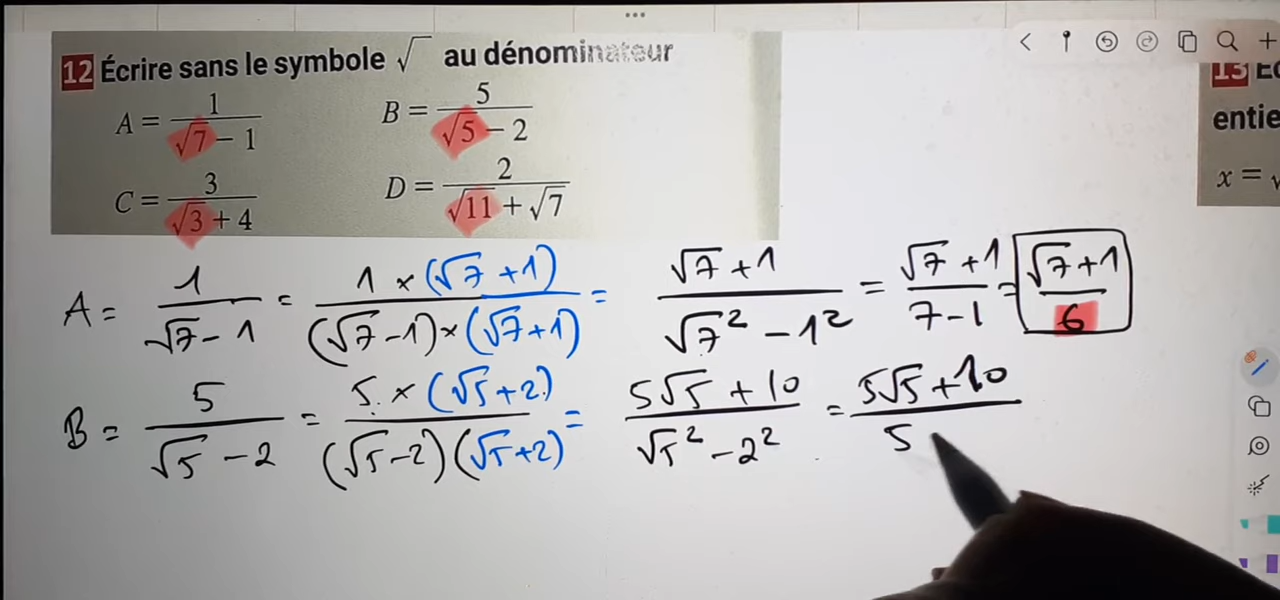 12 Écrire sans le symbole √ au dénominateur
A = 1/(√7 – 1)
B = 5/(√5 – 2)
C = 3/(√3 + 4)
D = 2/(√11 + √7)
13
entie
x =
A = 1/(√7 – 1) = 1 × (√7 + 1)/((√7 – 1) × (√7 + 1)) = (√7 + 1)/(√7² – 1²) = (√7 + 1)/(7 – 1) = (√7 + 1)/6
B = 5/(√5 – 2) = 5 × (√5 + 2)/((√5 – 2)(√5 + 2)) = (5√5 + 10)/(√5² – 2²) = (5√5 + 10)/5